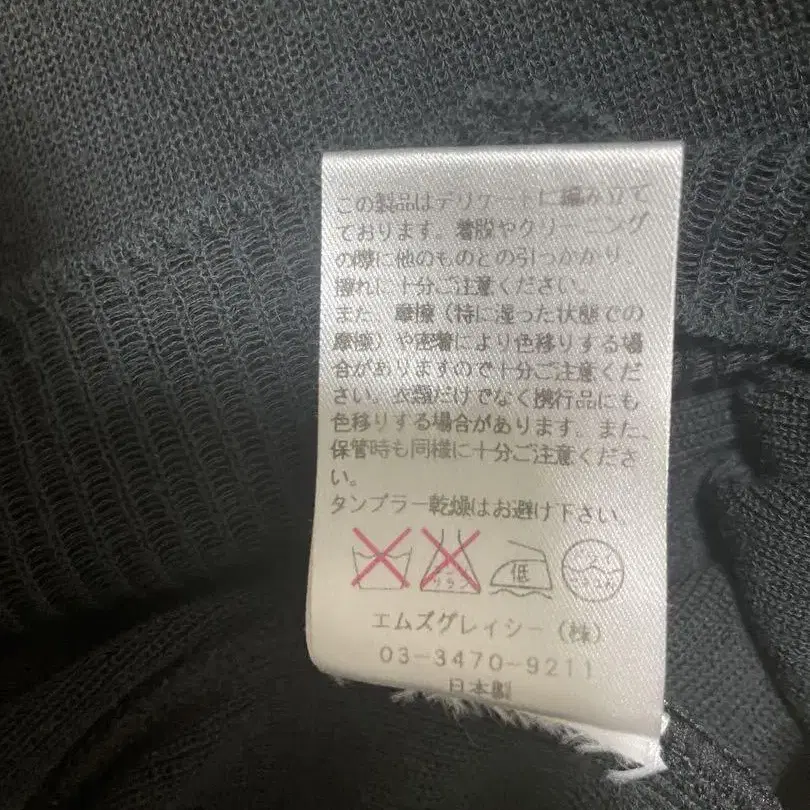 この製品はデリケートに編み立て
ております。着脱やクリーニング
の際に他のものとの引っかかり、
擦れに十分ご注意ください。
また、摩擦(特に湿った状態での
摩擦)や密着により色移りする場
合がありますので十分ご注意くだ
さい。衣類だけでなく携行品にも
色移りする場合があります。また、
保管時も同様に十分ご注意くださ
い。
タンブラー乾燥はお避け下さい。
低
エムズグレイシー(株)
03-3470-9211
日本製